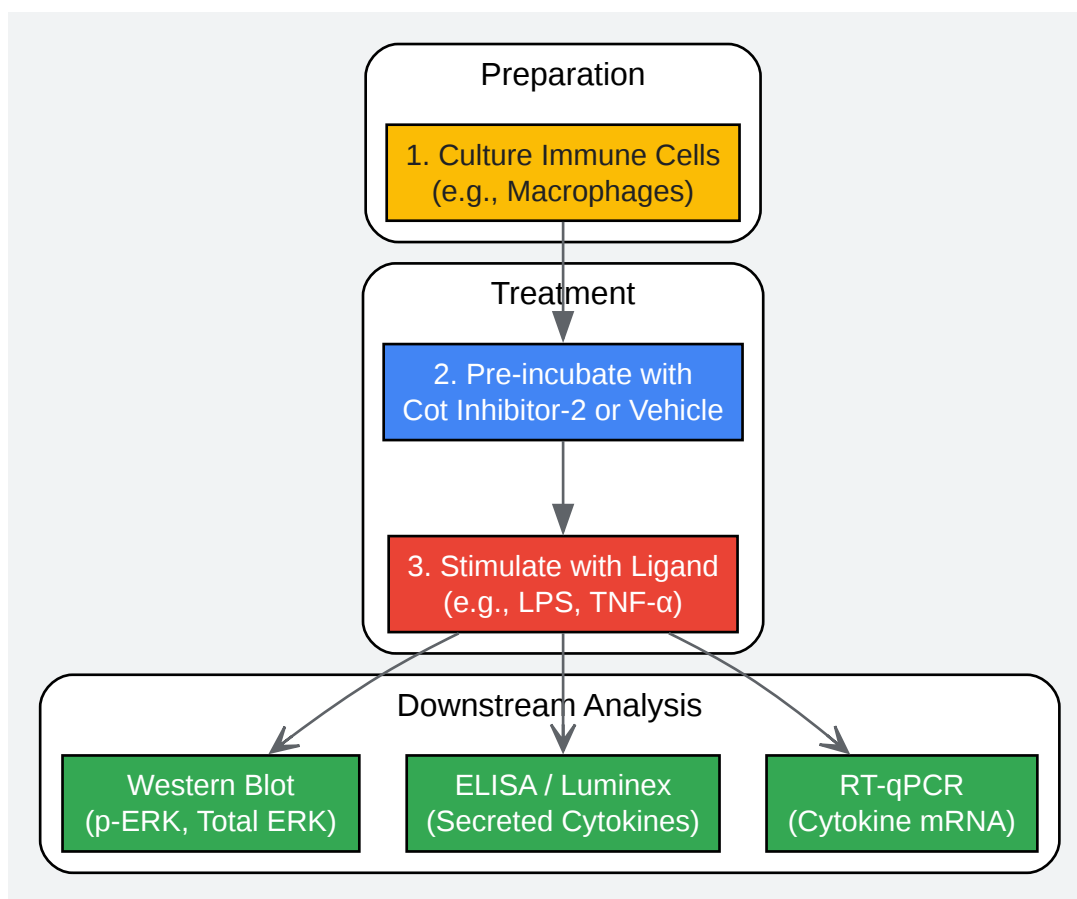 Preparation
1. Culture Immune Cells
(e.g., Macrophages)
Treatment
2. Pre-incubate with
Cot Inhibitor-2 or Vehicle
3. Stimulate with Ligand
(e.g., LPS, TNF-α)
Downstream Analysis
Western Blot
(p-ERK, Total ERK)
ELISA / Luminex
(Secreted Cytokines)
RT-qPCR
(Cytokine mRNA)